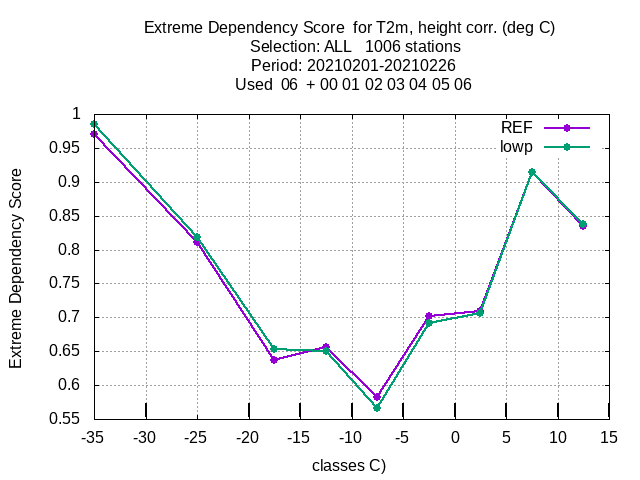 Extreme Dependency Score  for T2m, height corr. (deg C)
Selection: ALL   1006 stations
Period: 20210201-20210226
Used  06  + 00 01 02 03 04 05 06
REF
lowp
Extreme Dependency Score
1
0.95
0.9
0.85
0.8
0.75
0.7
0.65
0.6
0.55
-35 -30 -25 -20 -15 -10 -5 0 5 10 15
classes C)